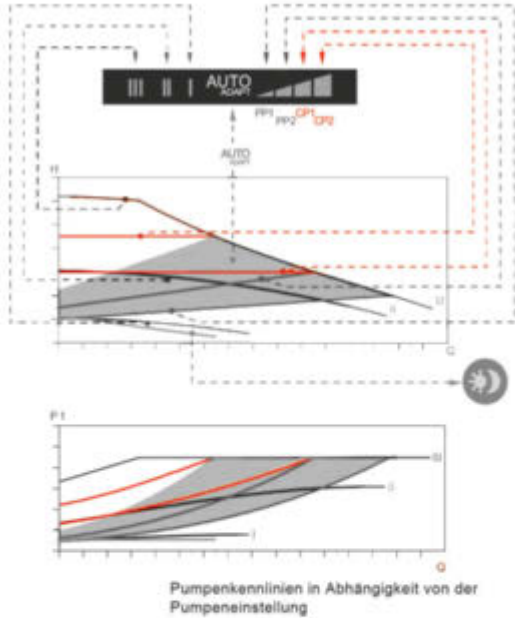 III II I AUTO
ADAPT
PP1
PP2
CP1
CP2
AUTO
ADAPT
H
III
II
Q
P1
III
II
I
Q
Pumpenkennlinien in Abhängigkeit von der
Pumpeneinstellung